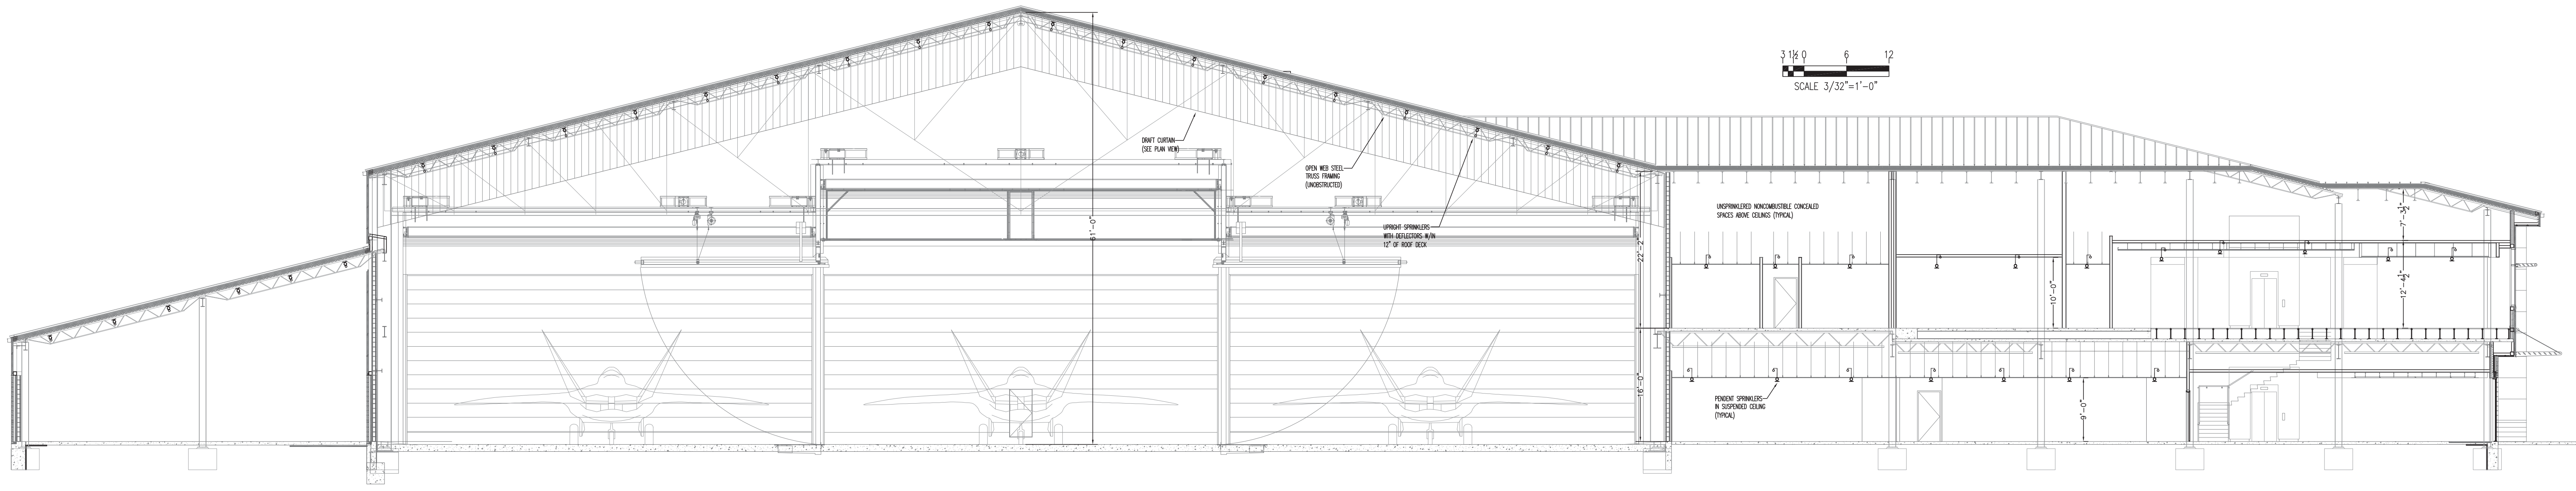 3 1½ 0 6 12
SCALE 3/32"=1'-0"
DRAFT CURTAIN
(SEE PLAN VIEW)
OPEN WEB STEEL
TRUSS FRAMING
(UNOBSTRUCTED)
UPRIGHT SPRINKLERS
WITH DEFLECTORS W/IN
12" OF ROOF DECK
61'-0"
UNSPRINKLERED NONCOMBUSTIBLE CONCEALED
SPACES ABOVE CEILINGS (TYPICAL)
22'-2"
7'-3½"
10'-0"
12'-4½"
16'-0"
PENDENT SPRINKLERS
IN SUSPENDED CEILING
(TYPICAL)
9'-0"